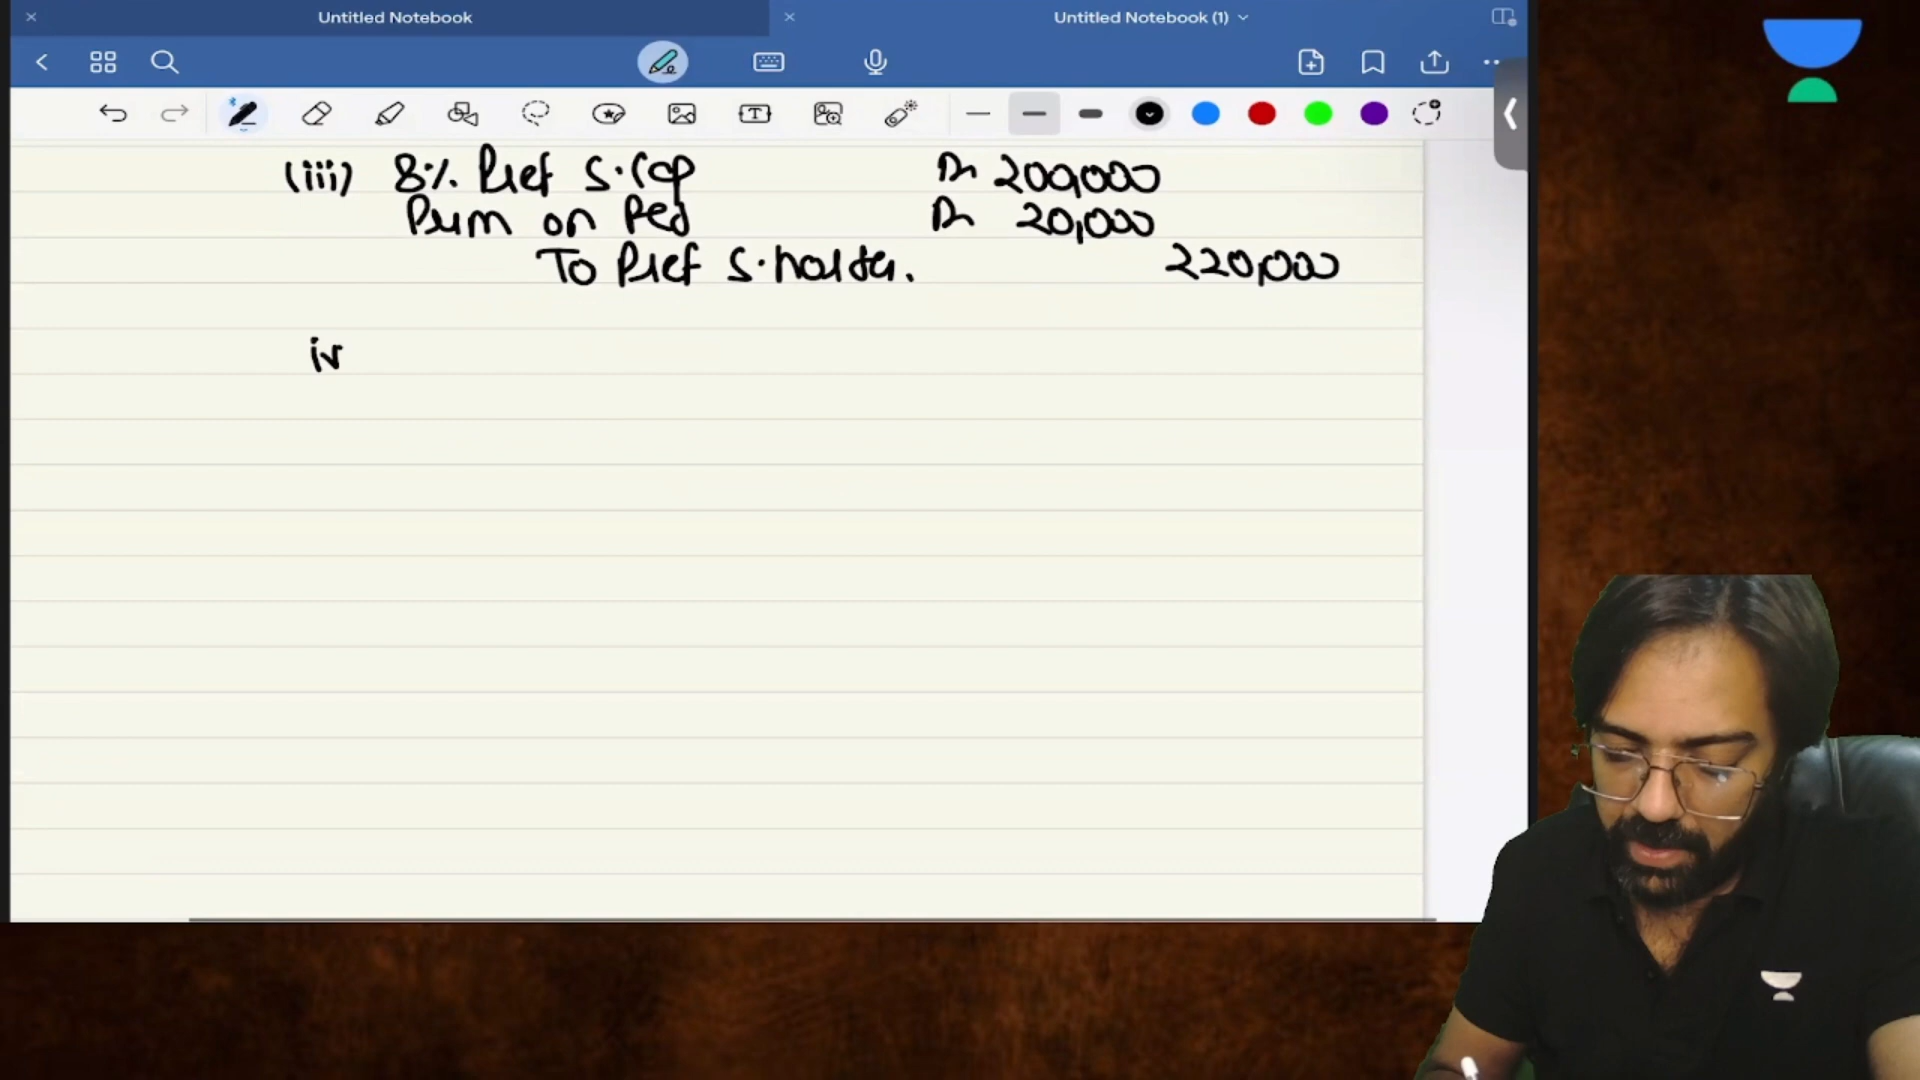 Untitled Notebook
Untitled Notebook (1)
(iii) 8% Pref S.Cap Dr 200,000
Prem on Red Dr 20,000
To Pref S.holder. 220,000
iv